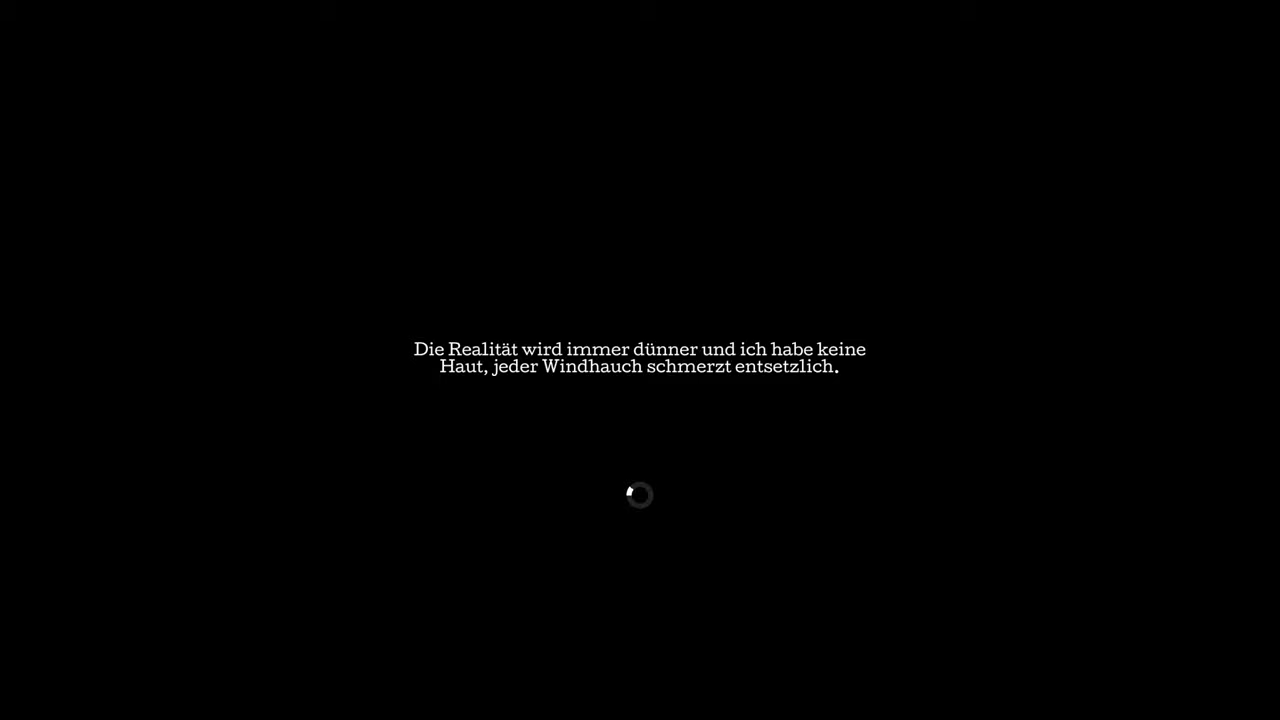 Die Realität wird immer dünner und ich habe keine
Haut, jeder Windhauch schmerzt entsetzlich.